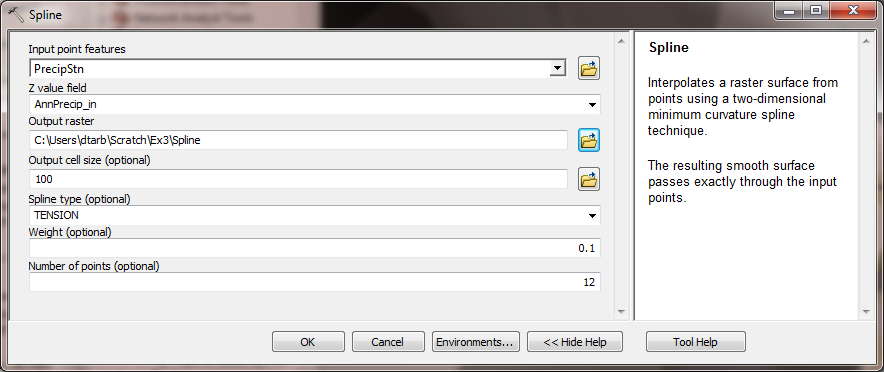 Spline
Input point features
PrecipStn
Z value field
AnnPrecip_in
Output raster
C:\Users\dtarb\Scratch\Ex3\Spline
Output cell size (optional)
100
Spline type (optional)
TENSION
Weight (optional)
0.1
Number of points (optional)
12
Spline
Interpolates a raster surface from
points using a two-dimensional
minimum curvature spline
technique.
The resulting smooth surface
passes exactly through the input
points.
OK
Cancel
Environments...
<< Hide Help
Tool Help